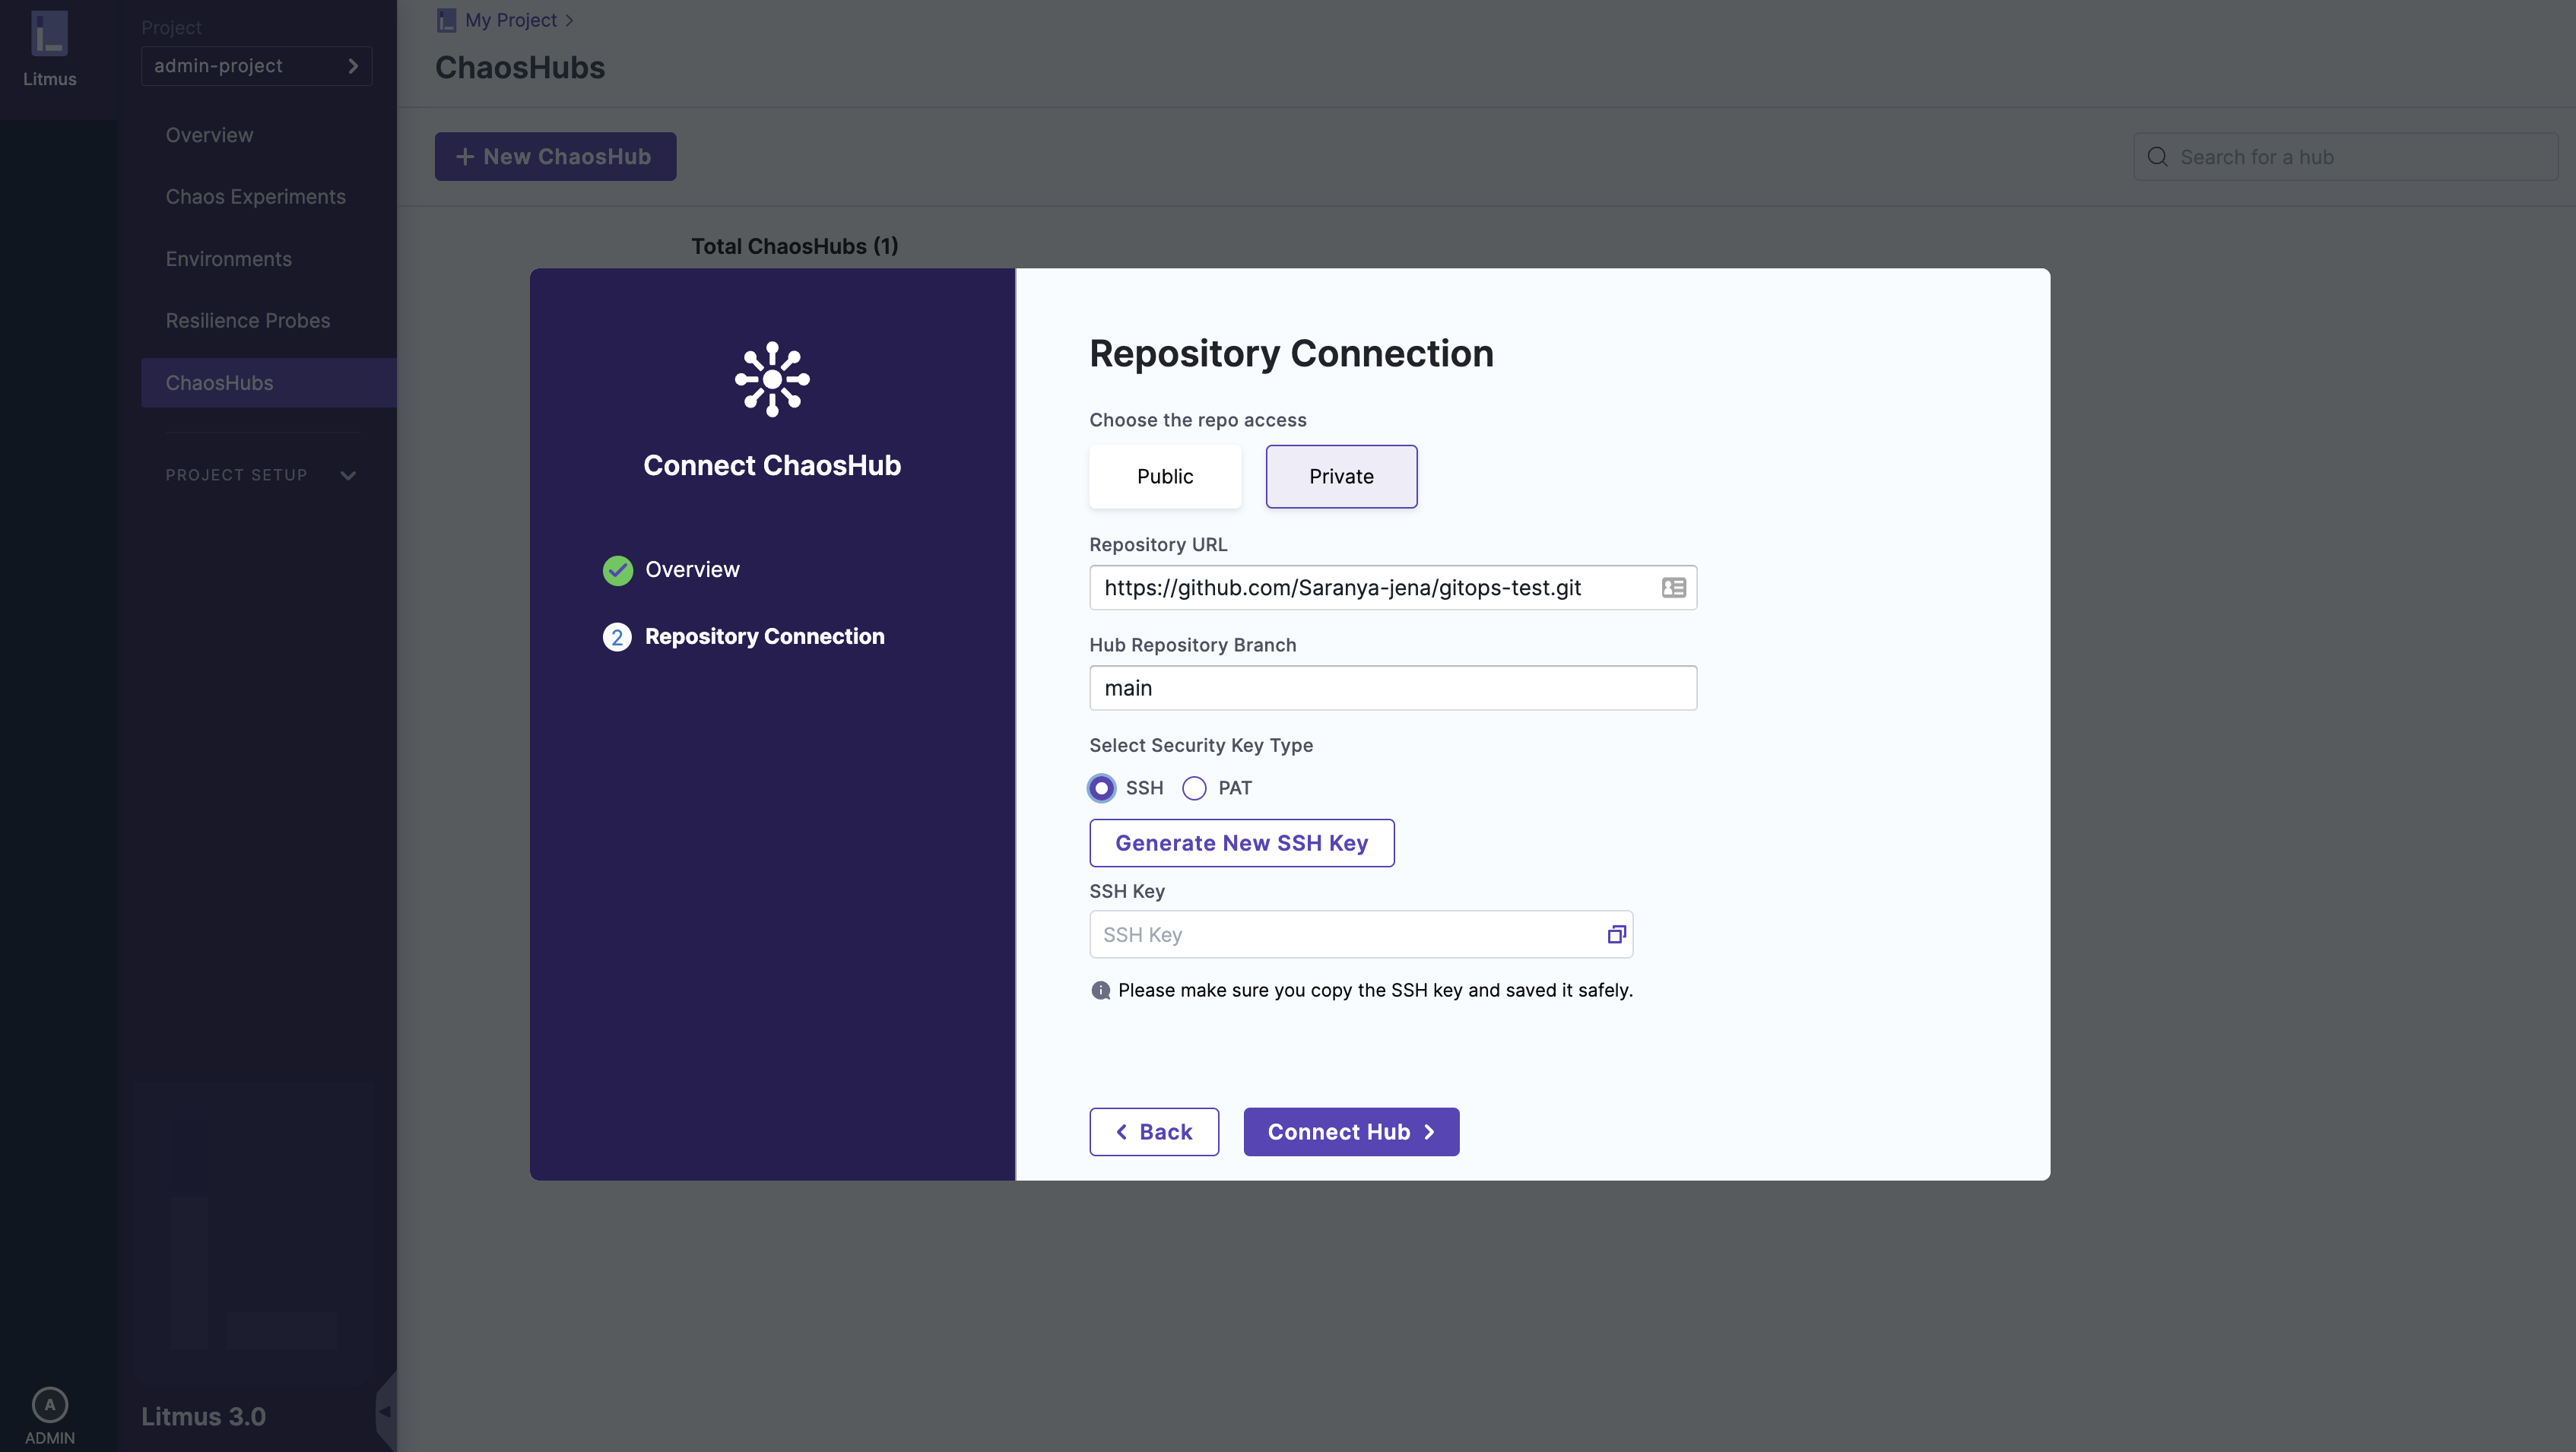 Litmus
Project
admin-project
Overview
Chaos Experiments
Environments
Resilience Probes
ChaosHubs
PROJECT SETUP
Litmus 3.0
A
ADMIN
My Project
ChaosHubs
+ New ChaosHub
Search for a hub
Total ChaosHubs (1)
Connect ChaosHub
Overview
2 Repository Connection
Repository Connection
Choose the repo access
Public Private
Repository URL
https://github.com/Saranya-jena/gitops-test.git
Hub Repository Branch
main
Select Security Key Type
SSH PAT
Generate New SSH Key
SSH Key
SSH Key
Please make sure you copy the SSH key and saved it safely.
Back Connect Hub